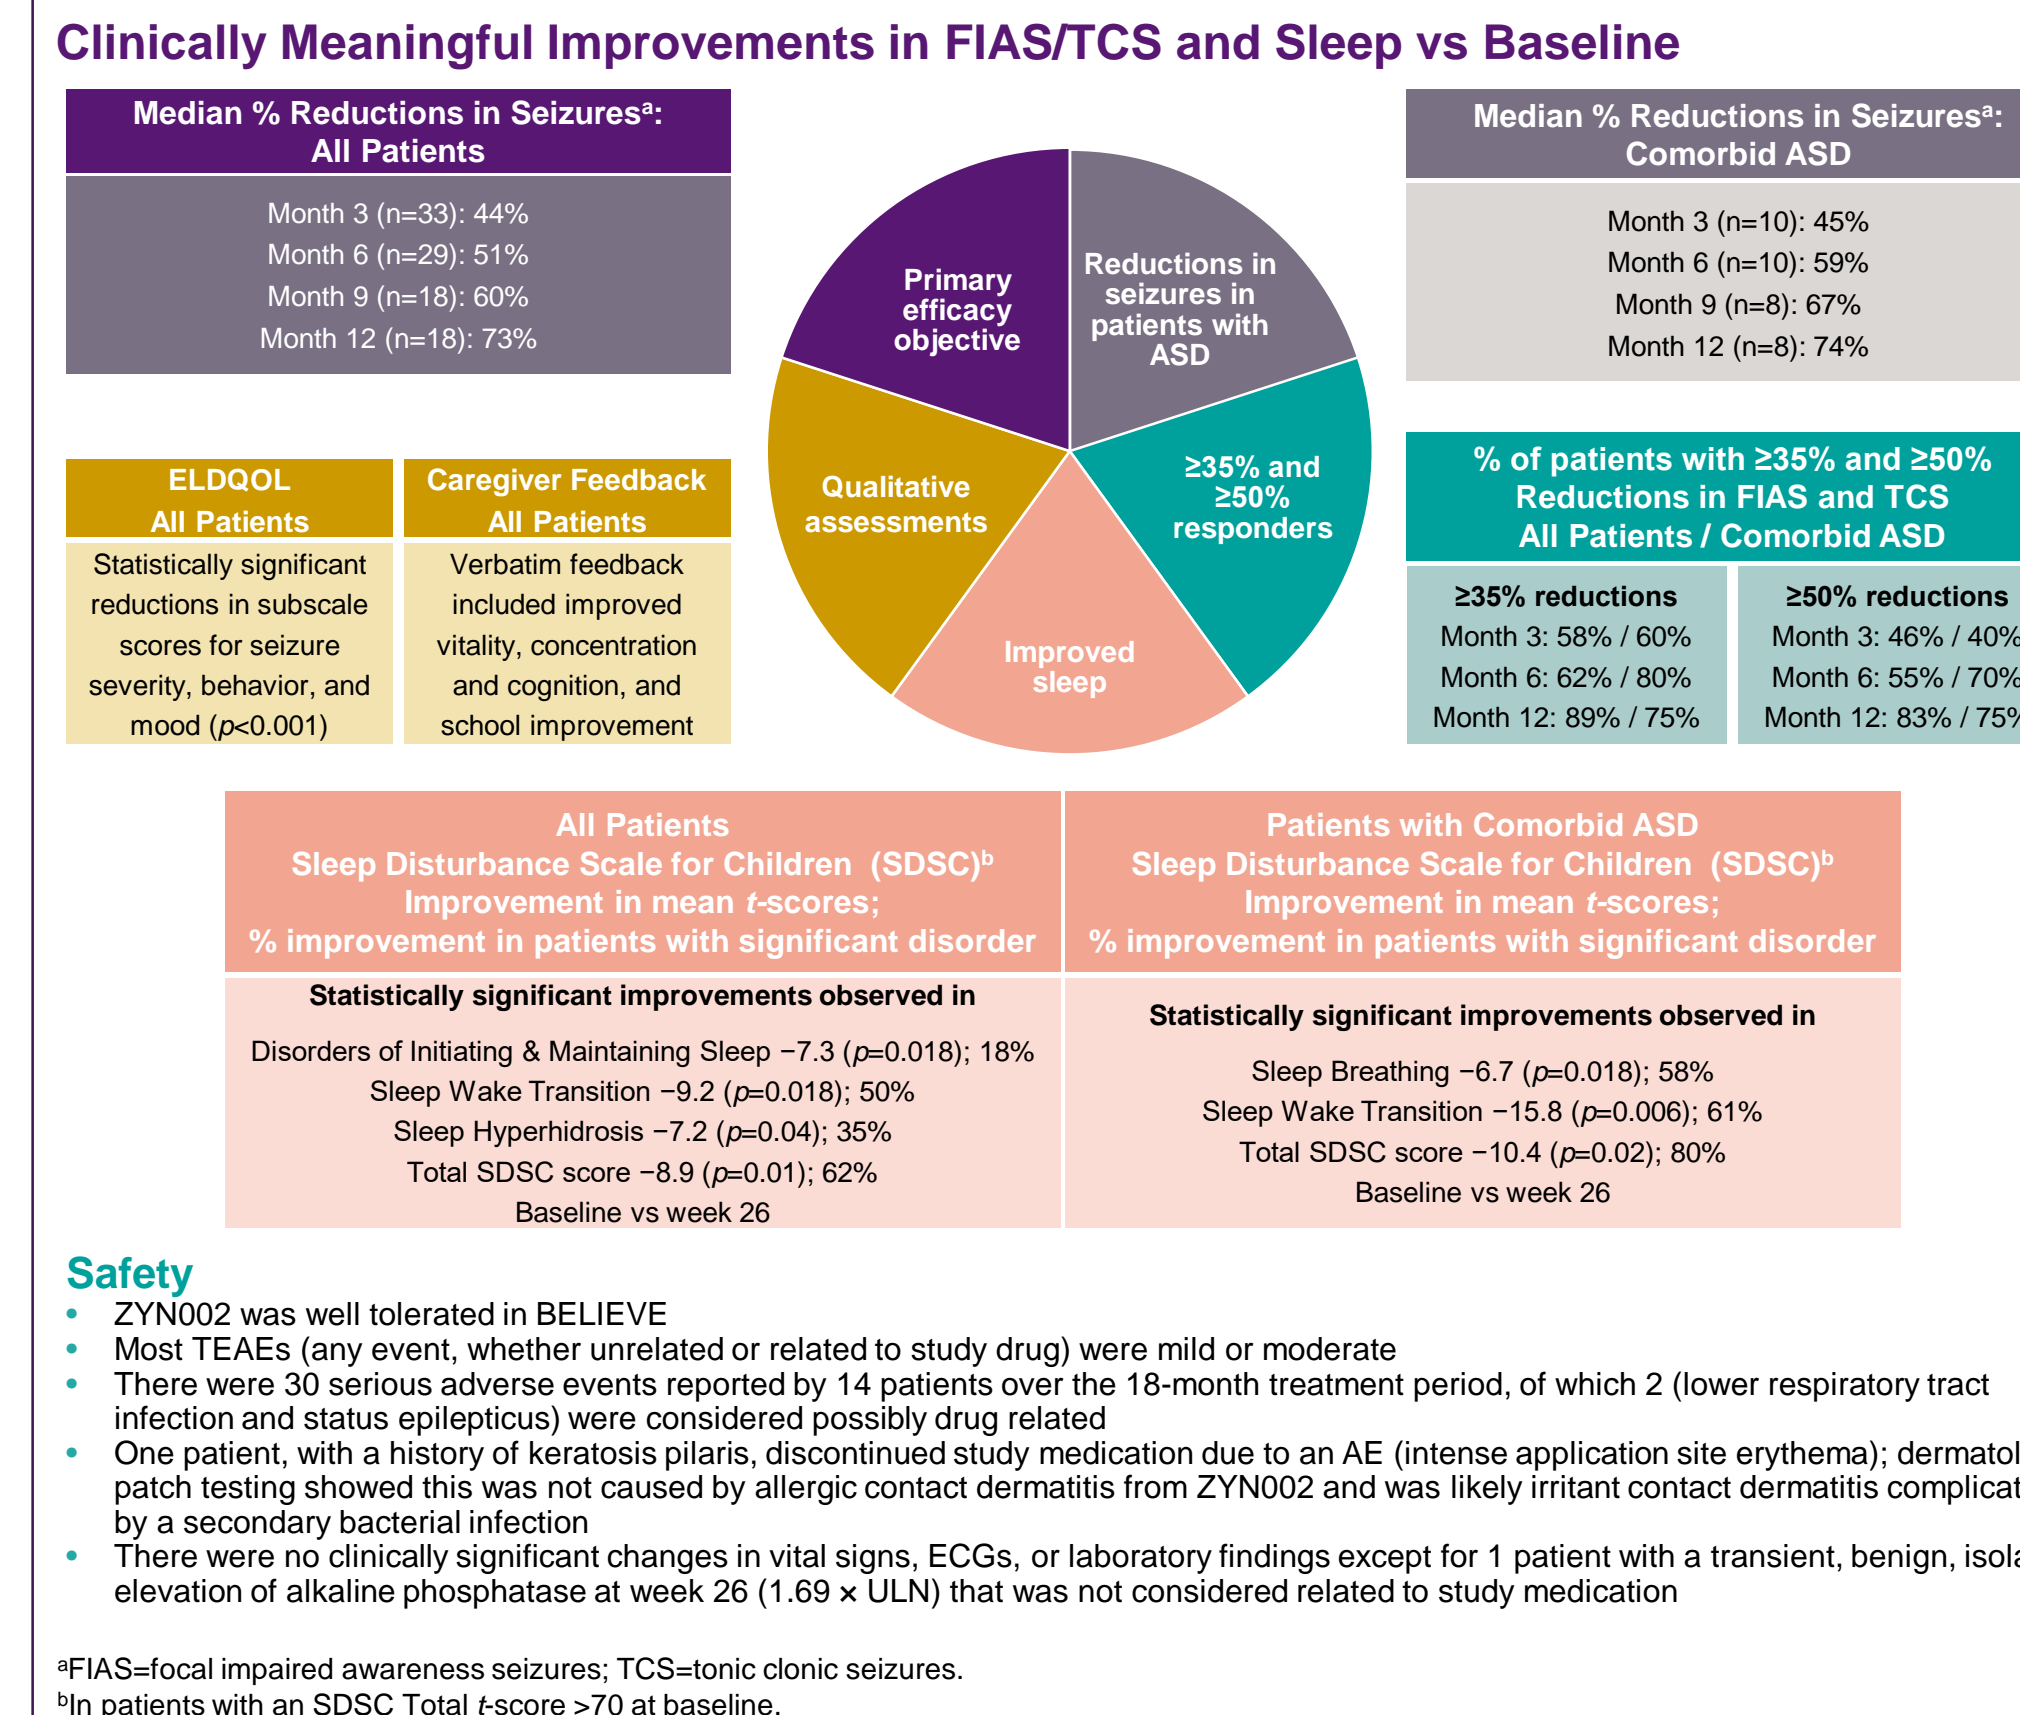 Clinically Meaningful Improvements in FIAS/TCS and Sleep vs Baseline
Median % Reductions in Seizuresᵃ:
All Patients
Month 3 (n=33): 44%
Month 6 (n=29): 51%
Month 9 (n=18): 60%
Month 12 (n=18): 73%
Primary
efficacy
objective
Reductions in
seizures in
patients with
ASD
Median % Reductions in Seizuresᵃ:
Comorbid ASD
Month 3 (n=10): 45%
Month 6 (n=10): 59%
Month 9 (n=8): 67%
Month 12 (n=8): 74%
ELDQOL
All Patients
Statistically significant
reductions in subscale
scores for seizure
severity, behavior, and
mood (p<0.001)
Caregiver Feedback
All Patients
Verbatim feedback
included improved
vitality, concentration
and cognition, and
school improvement
Qualitative
assessments
≥35% and
≥50%
responders
Improved
sleep
% of patients with ≥35% and ≥50%
Reductions in FIAS and TCS
All Patients / Comorbid ASD
≥35% reductions
Month 3: 58% / 60%
Month 6: 62% / 80%
Month 12: 89% / 75%
≥50% reductions
Month 3: 46% / 40%
Month 6: 55% / 70%
Month 12: 83% / 75%
All Patients
Sleep Disturbance Scale for Children (SDSC)ᵇ
Improvement in mean t-scores;
% improvement in patients with significant disorder
Statistically significant improvements observed in
Disorders of Initiating & Maintaining Sleep −7.3 (p=0.018); 18%
Sleep Wake Transition −9.2 (p=0.018); 50%
Sleep Hyperhidrosis −7.2 (p=0.04); 35%
Total SDSC score −8.9 (p=0.01); 62%
Baseline vs week 26
Patients with Comorbid ASD
Sleep Disturbance Scale for Children (SDSC)ᵇ
Improvement in mean t-scores;
% improvement in patients with significant disorder
Statistically significant improvements observed in
Sleep Breathing −6.7 (p=0.018); 58%
Sleep Wake Transition −15.8 (p=0.006); 61%
Total SDSC score −10.4 (p=0.02); 80%
Baseline vs week 26
Safety
• ZYN002 was well tolerated in BELIEVE
• Most TEAEs (any event, whether unrelated or related to study drug) were mild or moderate
• There were 30 serious adverse events reported by 14 patients over the 18-month treatment period, of which 2 (lower respiratory tract
infection and status epilepticus) were considered possibly drug related
• One patient, with a history of keratosis pilaris, discontinued study medication due to an AE (intense application site erythema);
patch testing showed this was not caused by allergic contact dermatitis from ZYN002 and was likely irritant contact dermatitis
by a secondary bacterial infection
• There were no clinically significant changes in vital signs, ECGs, or laboratory findings except for 1 patient with a transient, benign,
elevation of alkaline phosphatase at week 26 (1.69 × ULN) that was not considered related to study medication
ᵃFIAS=focal impaired awareness seizures; TCS=tonic clonic seizures.
ᵇIn patients with an SDSC Total t-score >70 at baseline.